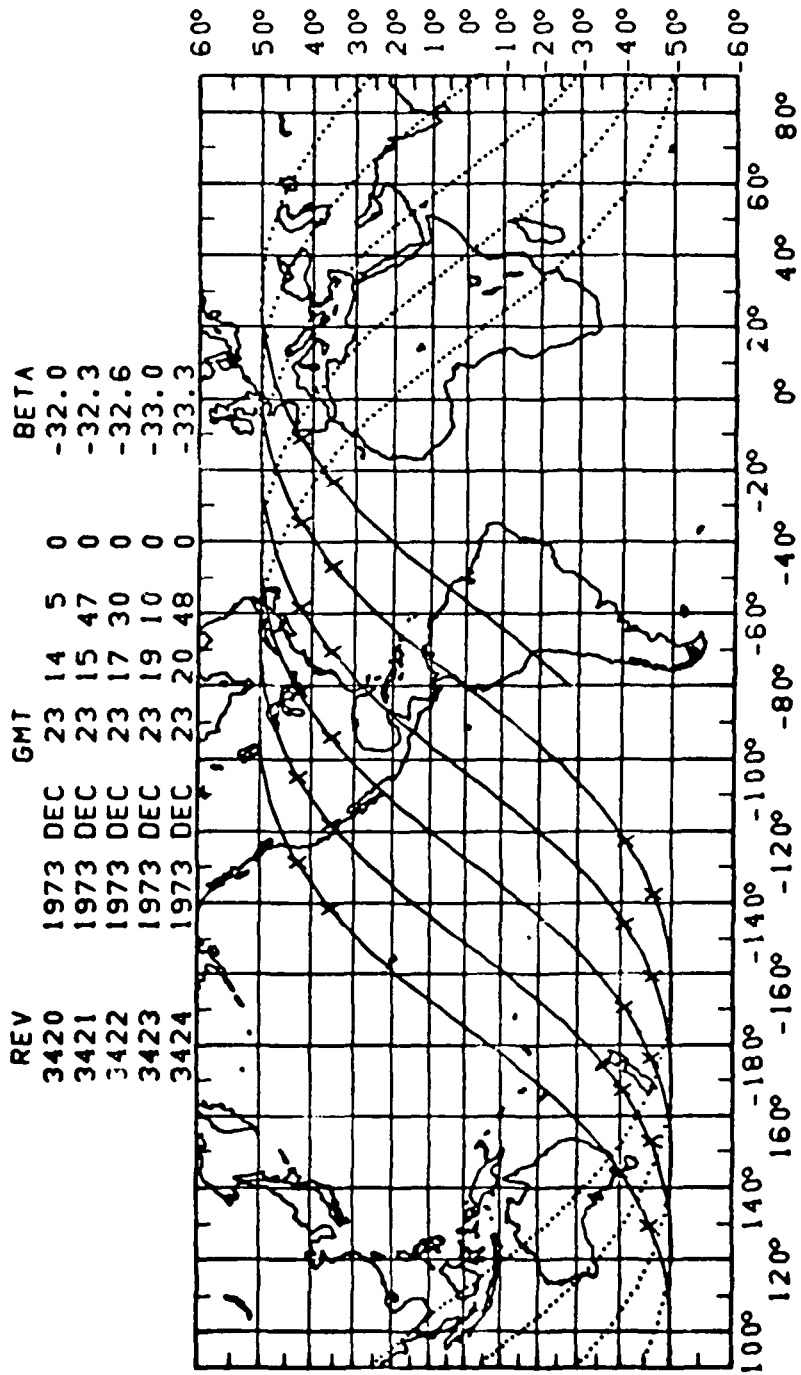 REV GMT BETA
3420 1973 DEC 23 14 5 0 -32.0
3421 1973 DEC 23 15 47 0 -32.3
3422 1973 DEC 23 17 30 0 -32.6
3423 1973 DEC 23 19 10 0 -33.0
3424 1973 DEC 23 20 48 0 -33.3
60°
50°
40°
30°
20°
10°
0°
-10°
-20°
-30°
-40°
-50°
-60°
100° 120° 140° 160° -180° -160° -140° -120° -100° -80° -60° -40° -20° 0° 20° 40° 60° 80°